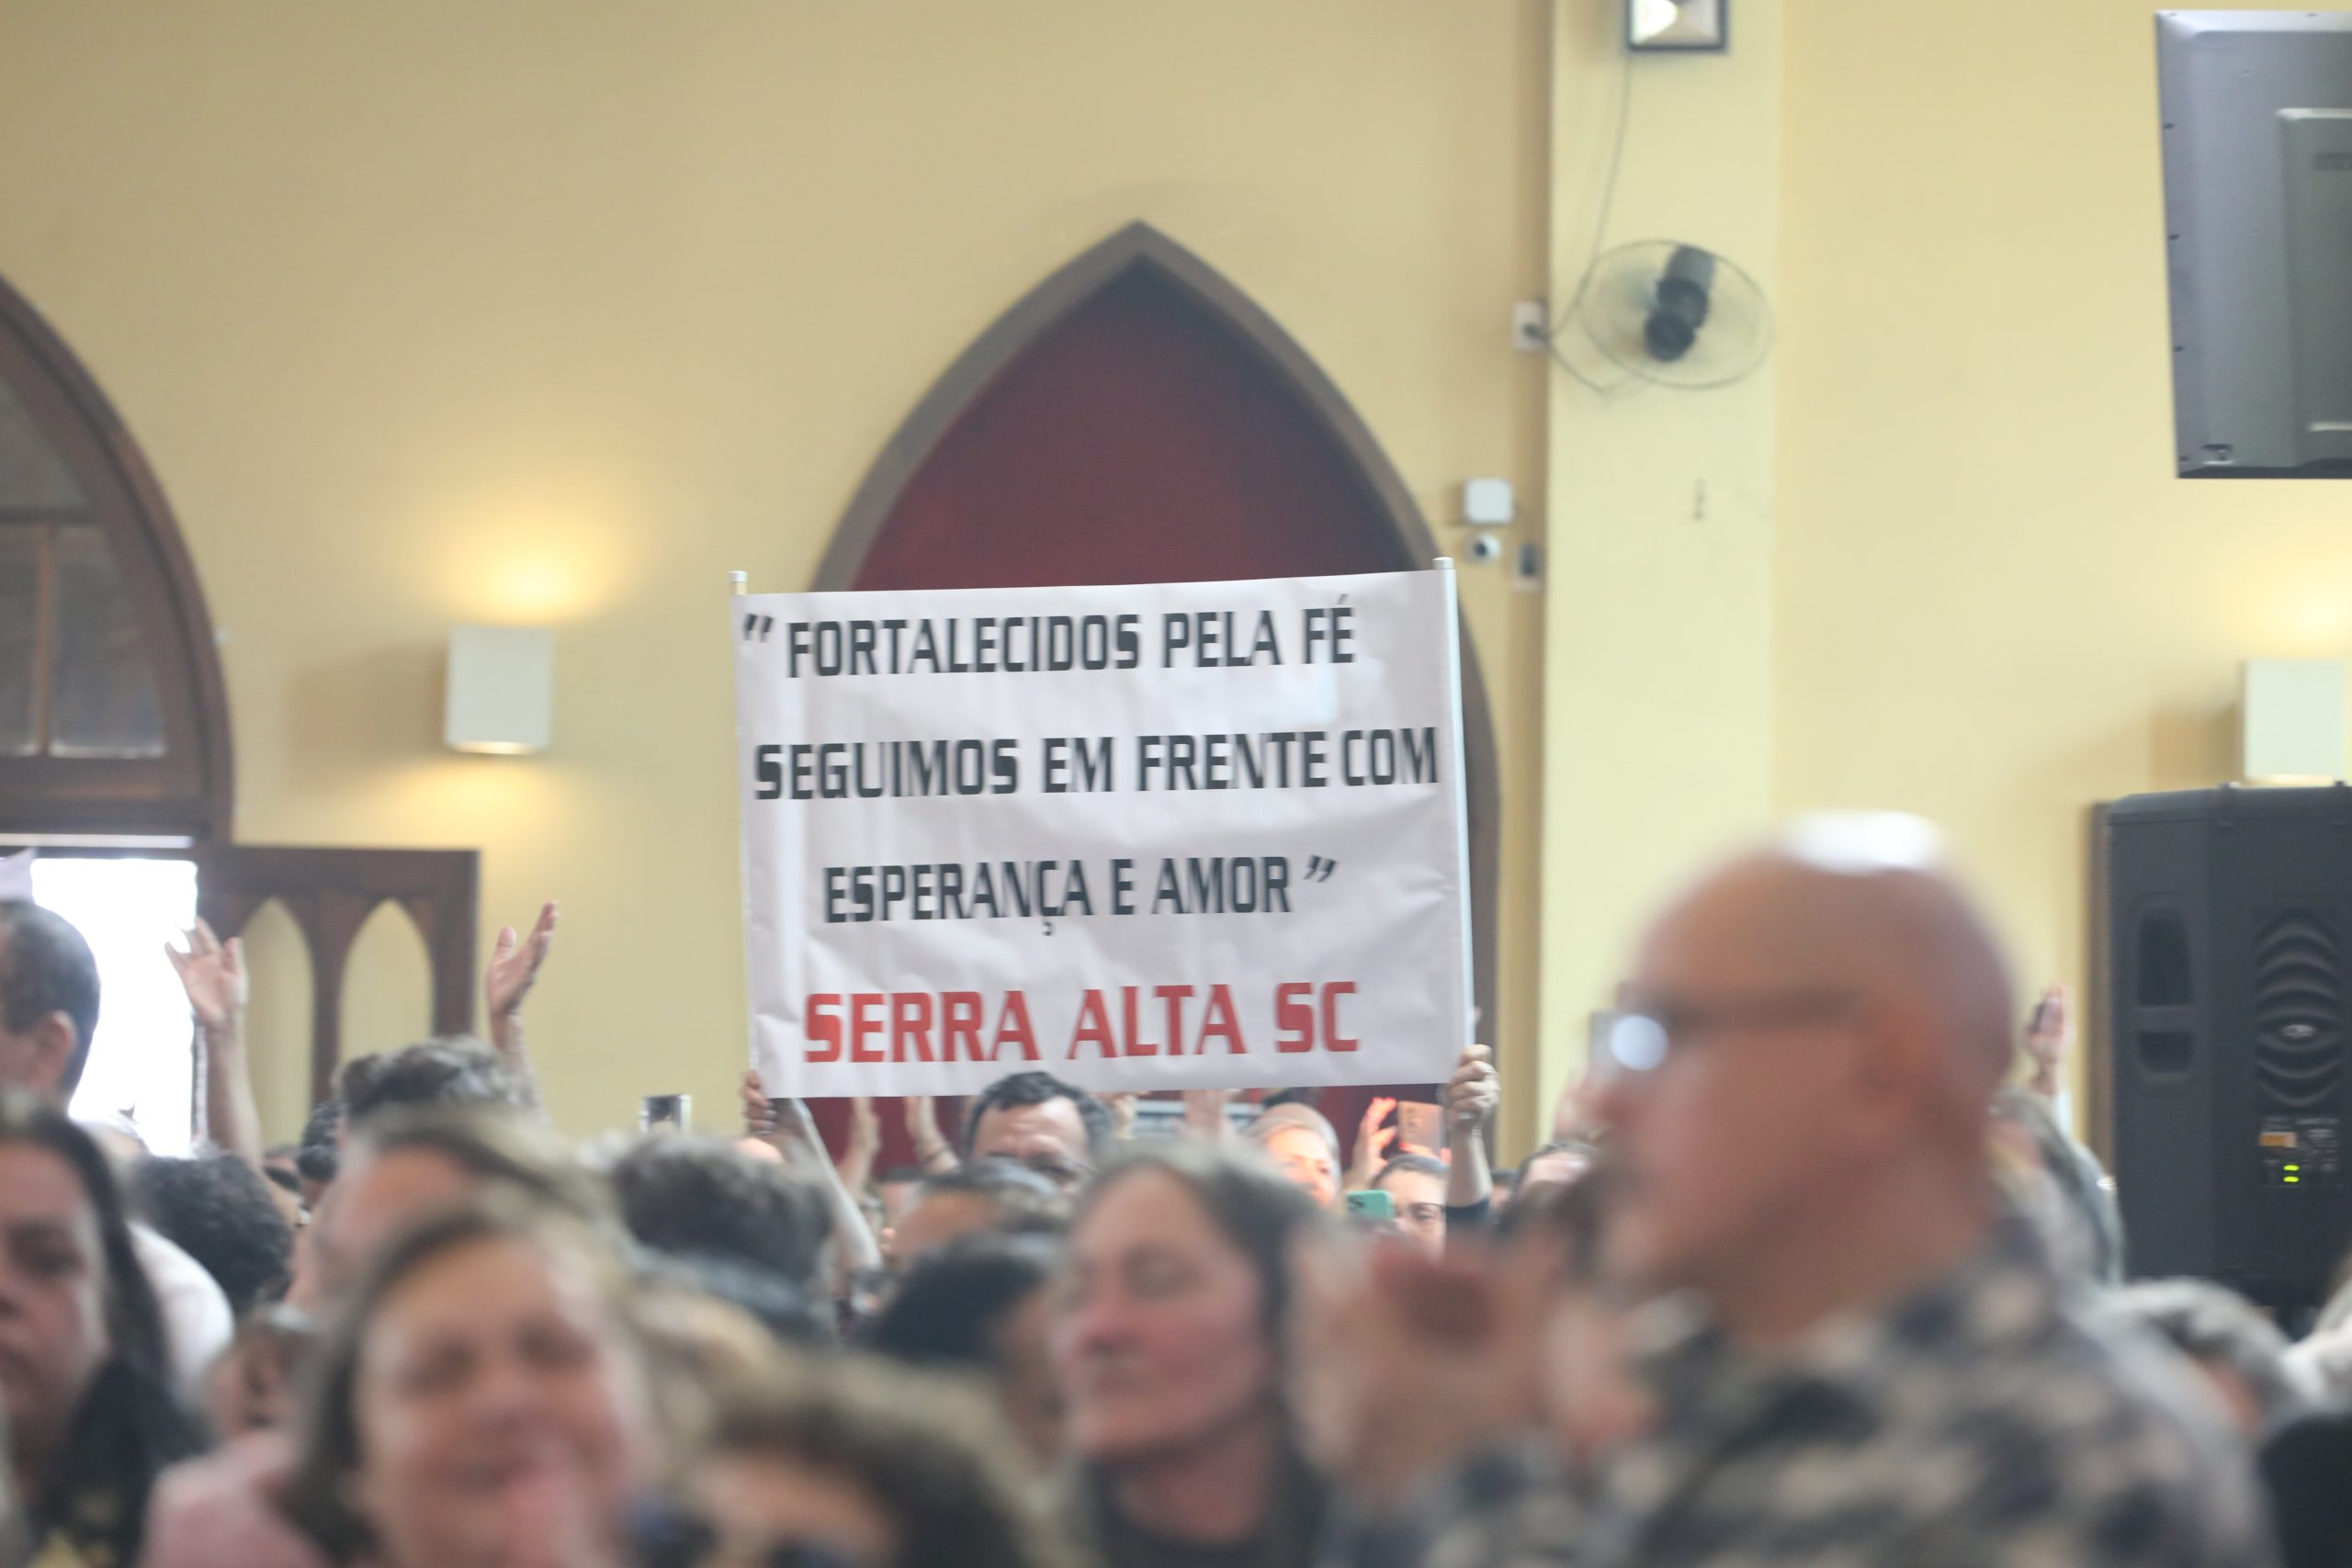 " FORTALECIDOS PELA FÉ
SEGUIMOS EM FRENTE COM
ESPERANÇA E AMOR "
SERRA ALTA SC